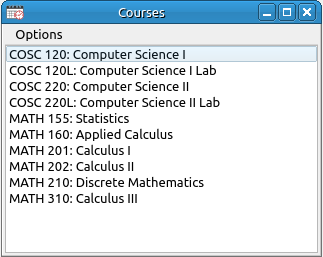 Courses
Options
COSC 120: Computer Science I
COSC 120L: Computer Science I Lab
COSC 220: Computer Science II
COSC 220L: Computer Science II Lab
MATH 155: Statistics
MATH 160: Applied Calculus
MATH 201: Calculus I
MATH 202: Calculus II
MATH 210: Discrete Mathematics
MATH 310: Calculus III